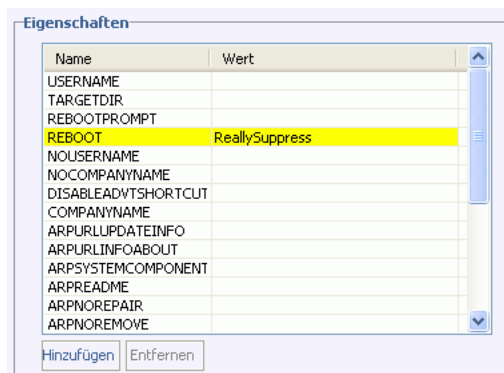 Eigenschaften
Name Wert
USERNAME
TARGETDIR
REBOOTPROMPT
REBOOT ReallySuppress
NOUSERNAME
NOCOMPANYNAME
DISABLEADVTSHORTCUT
COMPANYNAME
ARPURLUPDATEINFO
ARPURLINFOABOUT
ARPSYSTEMCOMPONENT
ARPREADME
ARPNOREPAIR
ARPNOREMOVE
Hinzufügen Entfernen